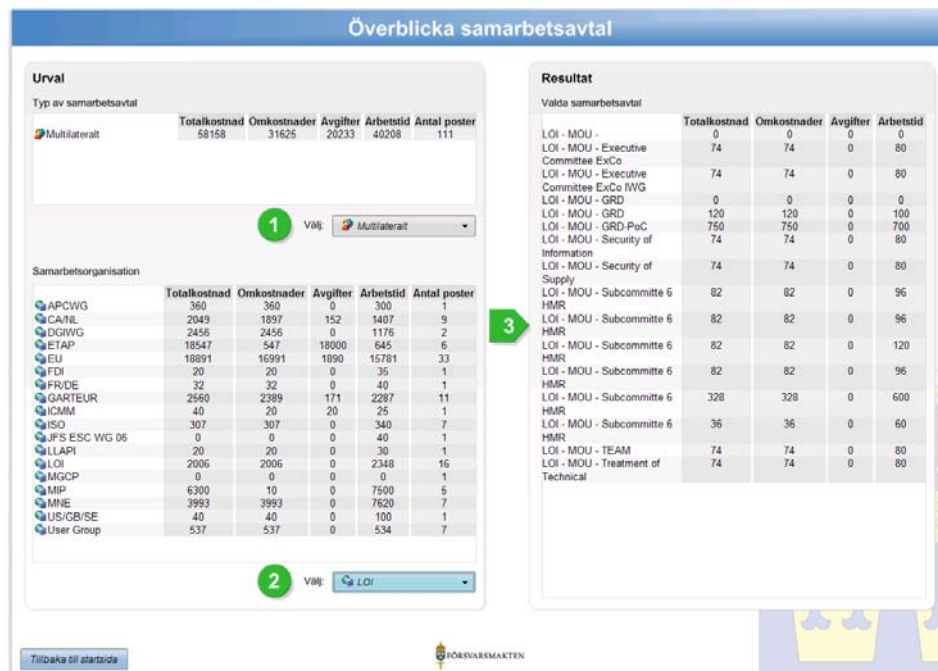 Överblicka samarbetsavtal
Urval
Typ av samarbetsavtal
Totalkostnad Omkostnader Avgifter Arbetstid Antal poster
Multilateralt 58158 31625 20233 40208 111
1 Välj: Multilateralt
Samarbetsorganisation
Totalkostnad Omkostnader Avgifter Arbetstid Antal poster
APCWG 360 360 0 300 1
CA/NL 2049 1897 152 1407 9
DGIWG 2456 2456 0 1176 2
ETAP 18547 547 18000 645 6
EU 18891 16991 1890 15781 33
FDI 20 20 0 35 1
FR/DE 32 32 0 40 1
GARTEUR 2560 2389 171 2287 11
ICMM 40 20 20 25 1
ISO 307 307 0 340 7
JFS ESC WG 06 0 0 0 40 1
LLAPI 20 20 0 30 1
LOI 2006 2006 0 2348 16
MGCP 0 0 0 0 1
MIP 6300 10 0 7500 5
MNE 3993 3993 0 7620 7
US/GB/SE 40 40 0 100 1
User Group 537 537 0 534 7
2 Välj: LOI
3
Resultat
Valda samarbetsavtal
Totalkostnad Omkostnader Avgifter Arbetstid
LOI - MOU - 0 0 0 0
LOI - MOU - Executive 74 74 0 80
Committee ExCo
LOI - MOU - Executive 74 74 0 80
Committee ExCo IWG
LOI - MOU - GRD 0 0 0 0
LOI - MOU - GRD 120 120 0 100
LOI - MOU - GRD-PoC 750 750 0 700
LOI - MOU - Security of 74 74 0 80
Information
LOI - MOU - Security of 74 74 0 80
Supply
LOI - MOU - Subcommitte 6 82 82 0 96
HMR
LOI - MOU - Subcommitte 6 82 82 0 96
HMR
LOI - MOU - Subcommitte 6 82 82 0 120
HMR
LOI - MOU - Subcommitte 6 82 82 0 96
HMR
LOI - MOU - Subcommitte 6 328 328 0 600
HMR
LOI - MOU - Subcommitte 6 36 36 0 60
HMR
LOI - MOU - TEAM 74 74 0 80
LOI - MOU - Treatment of 74 74 0 80
Technical
Tillbaka till startsida
FÖRSVARSMAKTEN